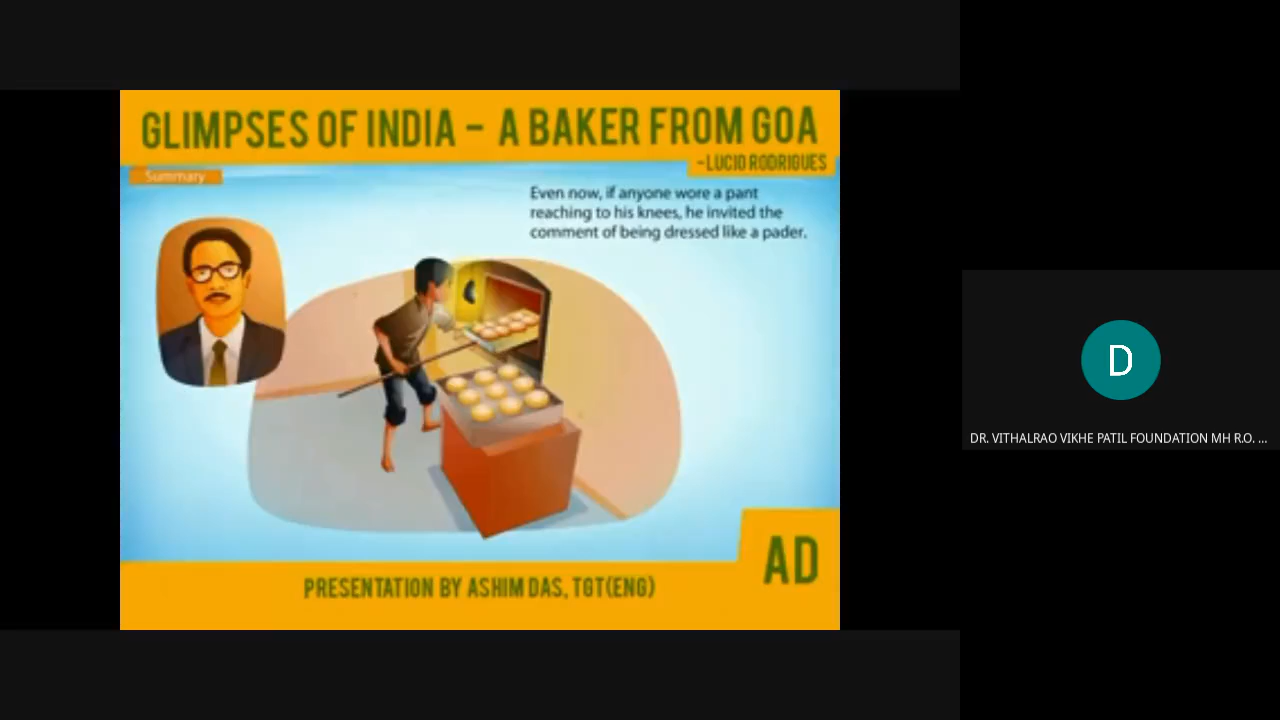 GLIMPSES OF INDIA - A BAKER FROM GOA
~LUCIO RODRIGUES
Summary
Even now, if anyone wore a pant
reaching to his knees, he invited the
comment of being dressed like a pader.
AD
PRESENTATION BY ASHIM DAS, TGT(ENG)
D
DR. VITHALRAO VIKHE PATIL FOUNDATION MH R.O. ...